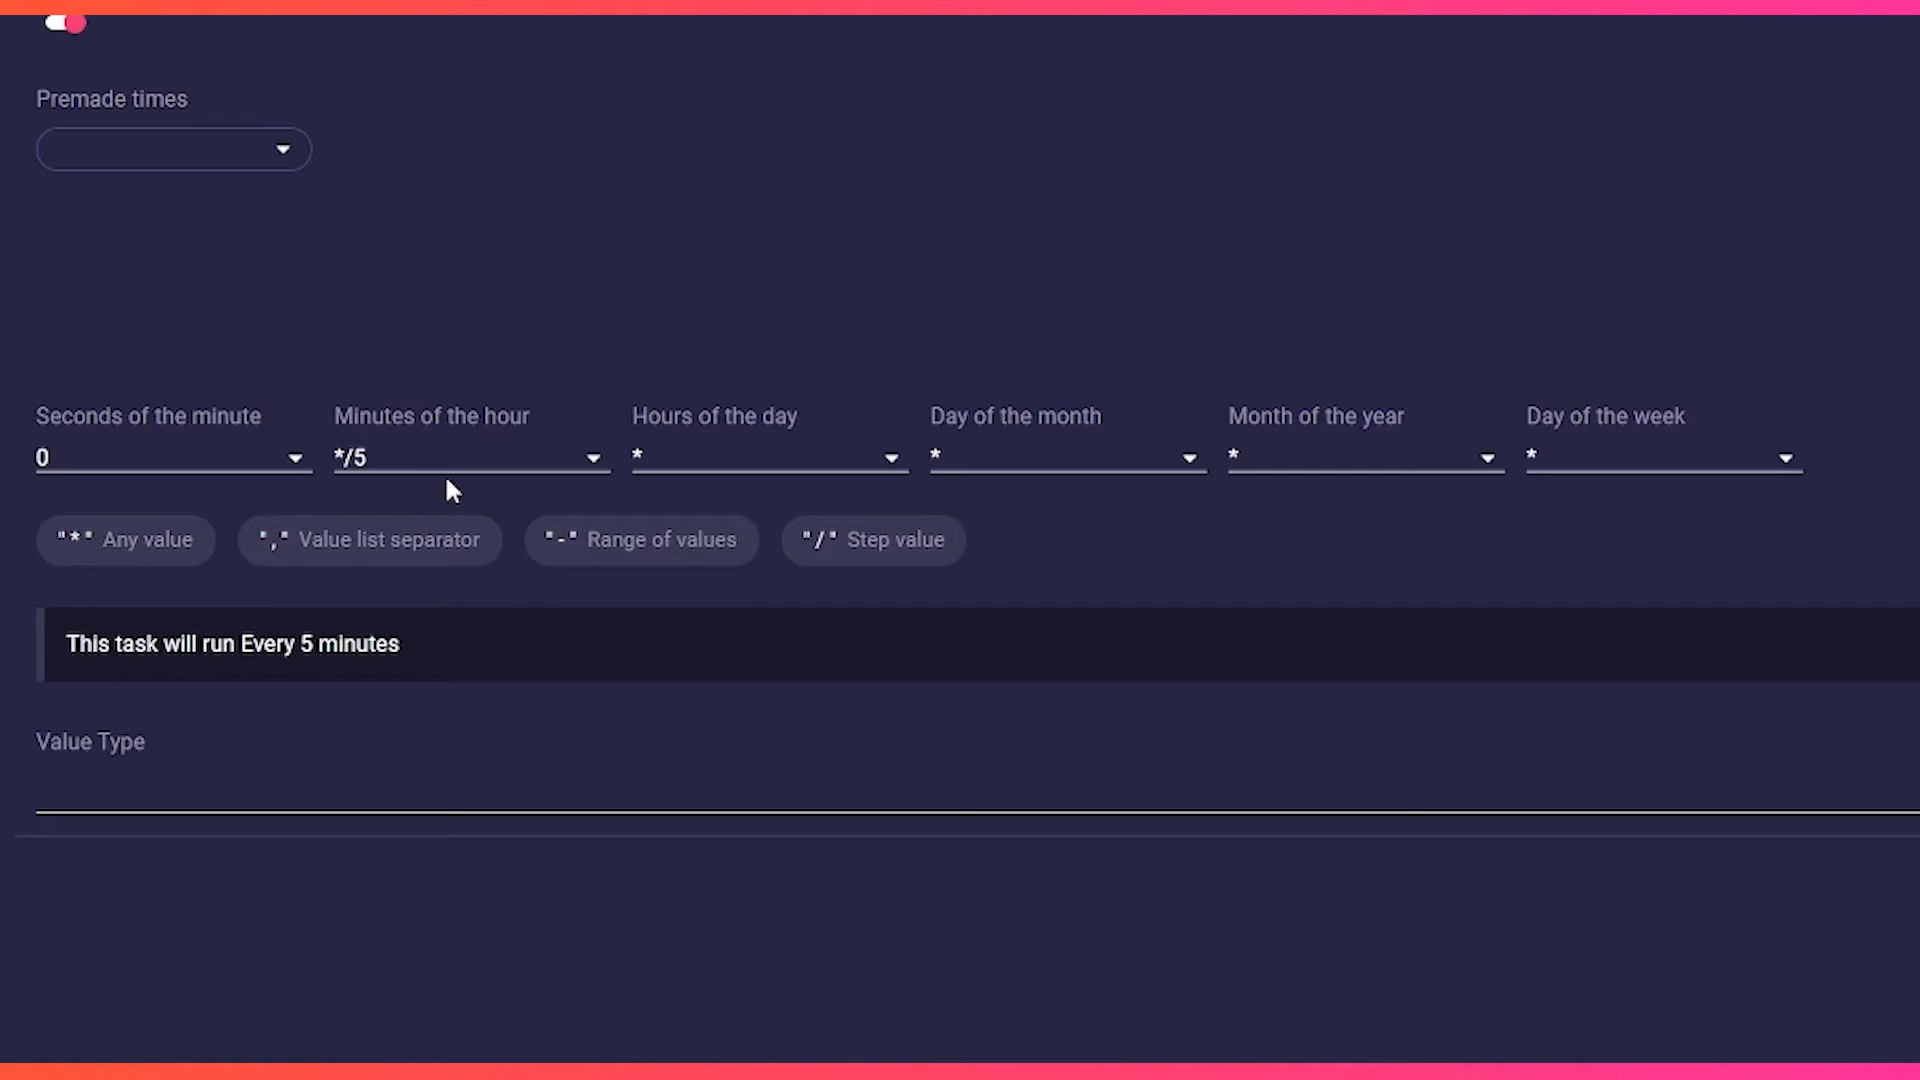 Premade times
Seconds of the minute Minutes of the hour Hours of the day Day of the month Month of the year Day of the week
0 */5 * * * *
"*" Any value "," Value list separator "-" Range of values "/" Step value
This task will run Every 5 minutes
Value Type